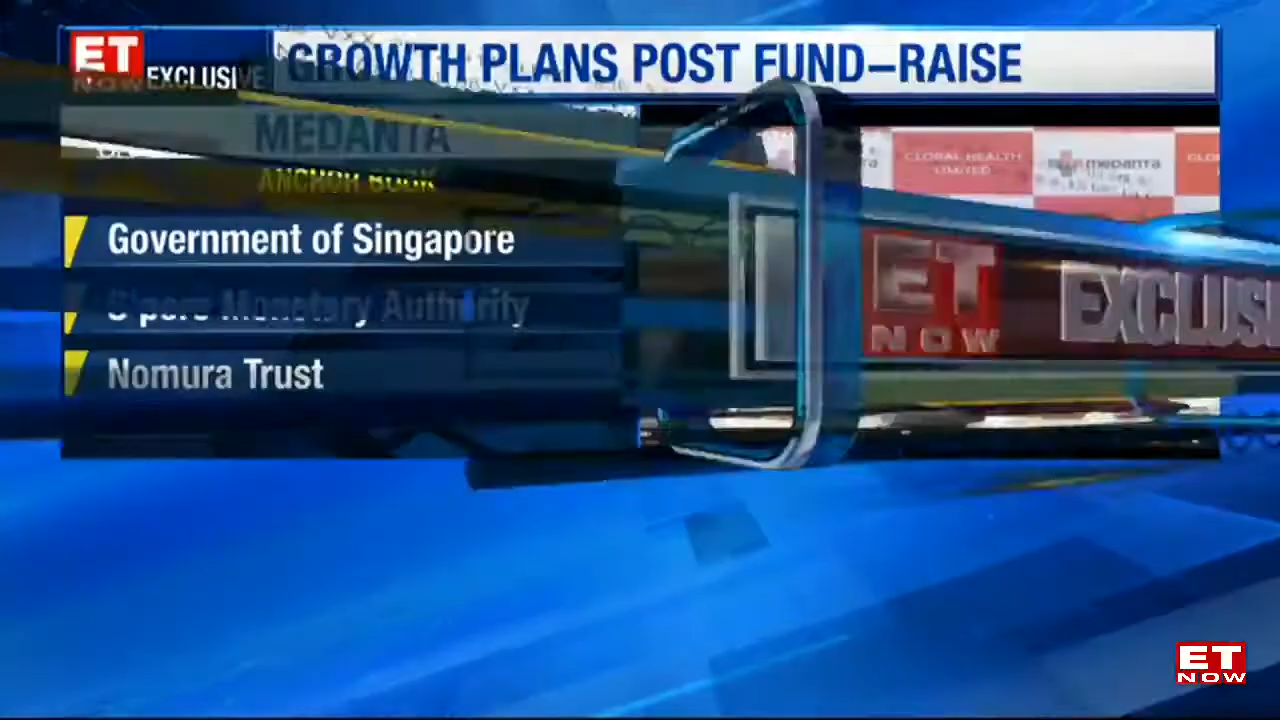 ET
NOW
EXCLUSIVE
GROWTH PLANS POST FUND–RAISE
MEDANTA
ANCHOR BOOK
Government of Singapore
S'pore Monetary Authority
Nomura Trust
GLOBAL HEALTH
LIMITED
medanta
ET
NOW
EXCLUSI
ET
NOW